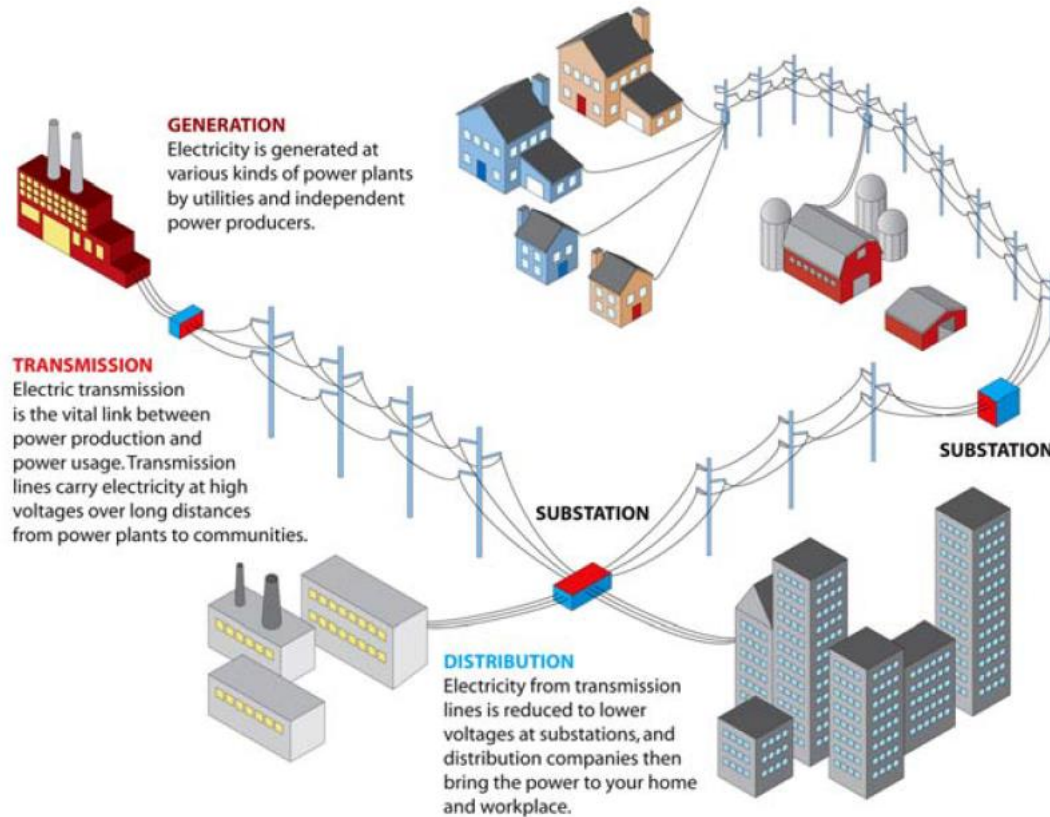 GENERATION
Electricity is generated at
various kinds of power plants
by utilities and independent
power producers.
TRANSMISSION
Electric transmission
is the vital link between
power production and
power usage. Transmission
lines carry electricity at high
voltages over long distances
from power plants to communities.
SUBSTATION
SUBSTATION
DISTRIBUTION
Electricity from transmission
lines is reduced to lower
voltages at substations, and
distribution companies then
bring the power to your home
and workplace.